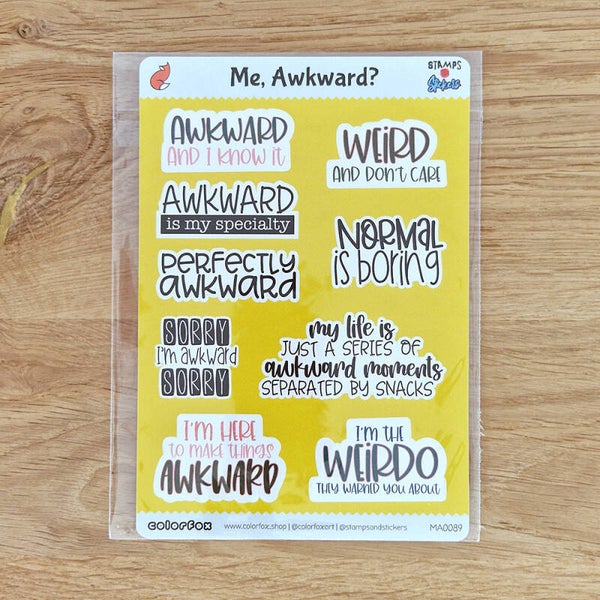 Me, Awkward?
STAMPS
Stickers
AWKWARD
AND I KNOW IT
WEIRD
AND DON'T CARE
AWKWARD
is my specialty
NORMAL
is boring
perfectly
awkward
SORRY
I'm awkward
SORRY
my life is
JUST A SERIES OF
awkward moments
SEPARATED BY SNACKS
I'M HERE
to make things
AWKWARD
I'M THE
WEIRDO
THEY WARNED YOU ABOUT
colorfox
www.colorfox.shop | @colorfoxart | @stampsandstickers
MA0089